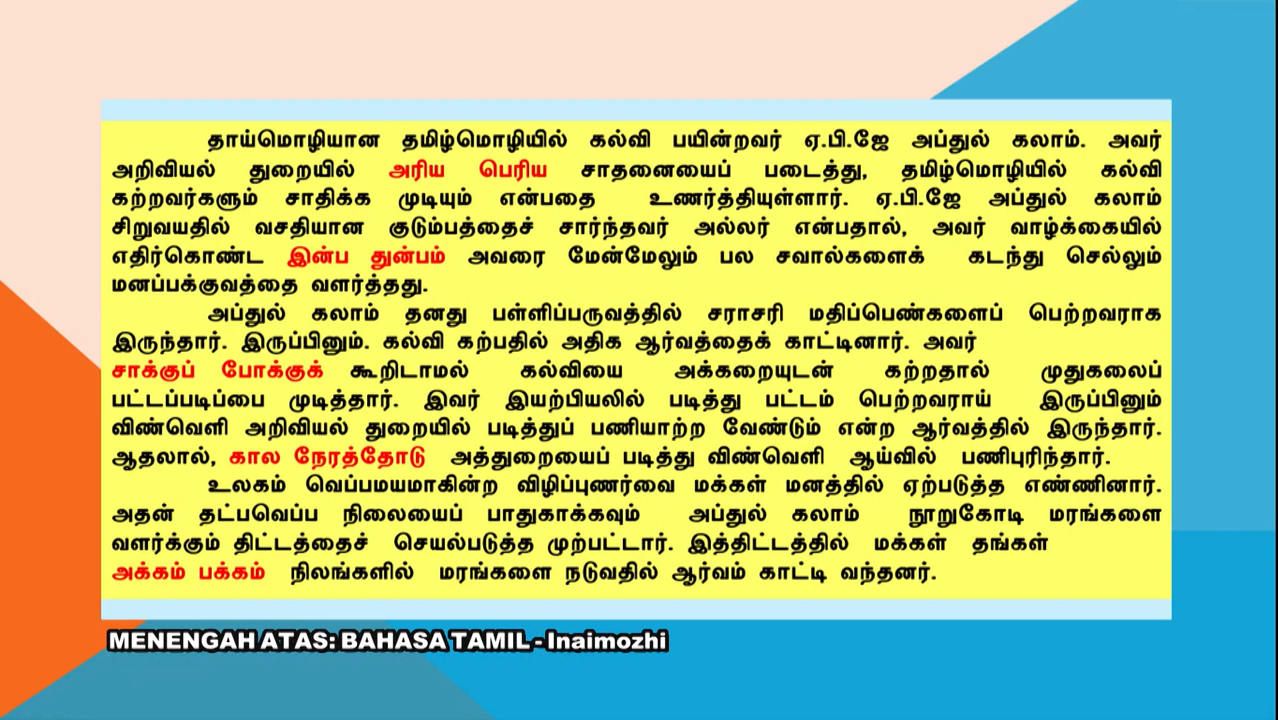 தாய்மொழியான தமிழ்மொழியில் கல்வி பயின்றவர் ஏ.பி.ஜே அப்துல் கலாம். அவர்
அறிவியல் துறையில் அரிய பெரிய சாதனையைப் படைத்து, தமிழ்மொழியில் கல்வி
கற்றவர்களும் சாதிக்க முடியும் என்பதை உணர்த்தியுள்ளார். ஏ.பி.ஜே அப்துல் கலாம்
சிறுவயதில் வசதியான குடும்பத்தைச் சார்ந்தவர் அல்லர் என்பதால், அவர் வாழ்க்கையில்
எதிர்கொண்ட இன்ப துன்பம் அவரை மேன்மேலும் பல சவால்களைக் கடந்து செல்லும்
மனப்பக்குவத்தை வளர்த்தது.
அப்துல் கலாம் தனது பள்ளிப்பருவத்தில் சராசரி மதிப்பெண்களைப் பெற்றவராக
இருந்தார். இருப்பினும். கல்வி கற்பதில் அதிக ஆர்வத்தைக் காட்டினார். அவர்
சாக்குப் போக்குக் கூறிடாமல் கல்வியை அக்கறையுடன் கற்றதால் முதுகலைப்
பட்டப்படிப்பை முடித்தார். இவர் இயற்பியலில் படித்து பட்டம் பெற்றவராய் இருப்பினும்
விண்வெளி அறிவியல் துறையில் படித்துப் பணியாற்ற வேண்டும் என்ற ஆர்வத்தில் இருந்தார்.
ஆதலால், கால நேரத்தோடு அத்துறையைப் படித்து விண்வெளி ஆய்வில் பணிபுரிந்தார்.
உலகம் வெப்பமயமாகின்ற விழிப்புணர்வை மக்கள் மனத்தில் ஏற்படுத்த எண்ணினார்.
அதன் தட்பவெப்ப நிலையைப் பாதுகாக்கவும் அப்துல் கலாம் நூறுகோடி மரங்களை
வளர்க்கும் திட்டத்தைச் செயல்படுத்த முற்பட்டார். இத்திட்டத்தில் மக்கள் தங்கள்
அக்கம் பக்கம் நிலங்களில் மரங்களை நடுவதில் ஆர்வம் காட்டி வந்தனர்.
MENENGAH ATAS: BAHASA TAMIL - Inaimozhi